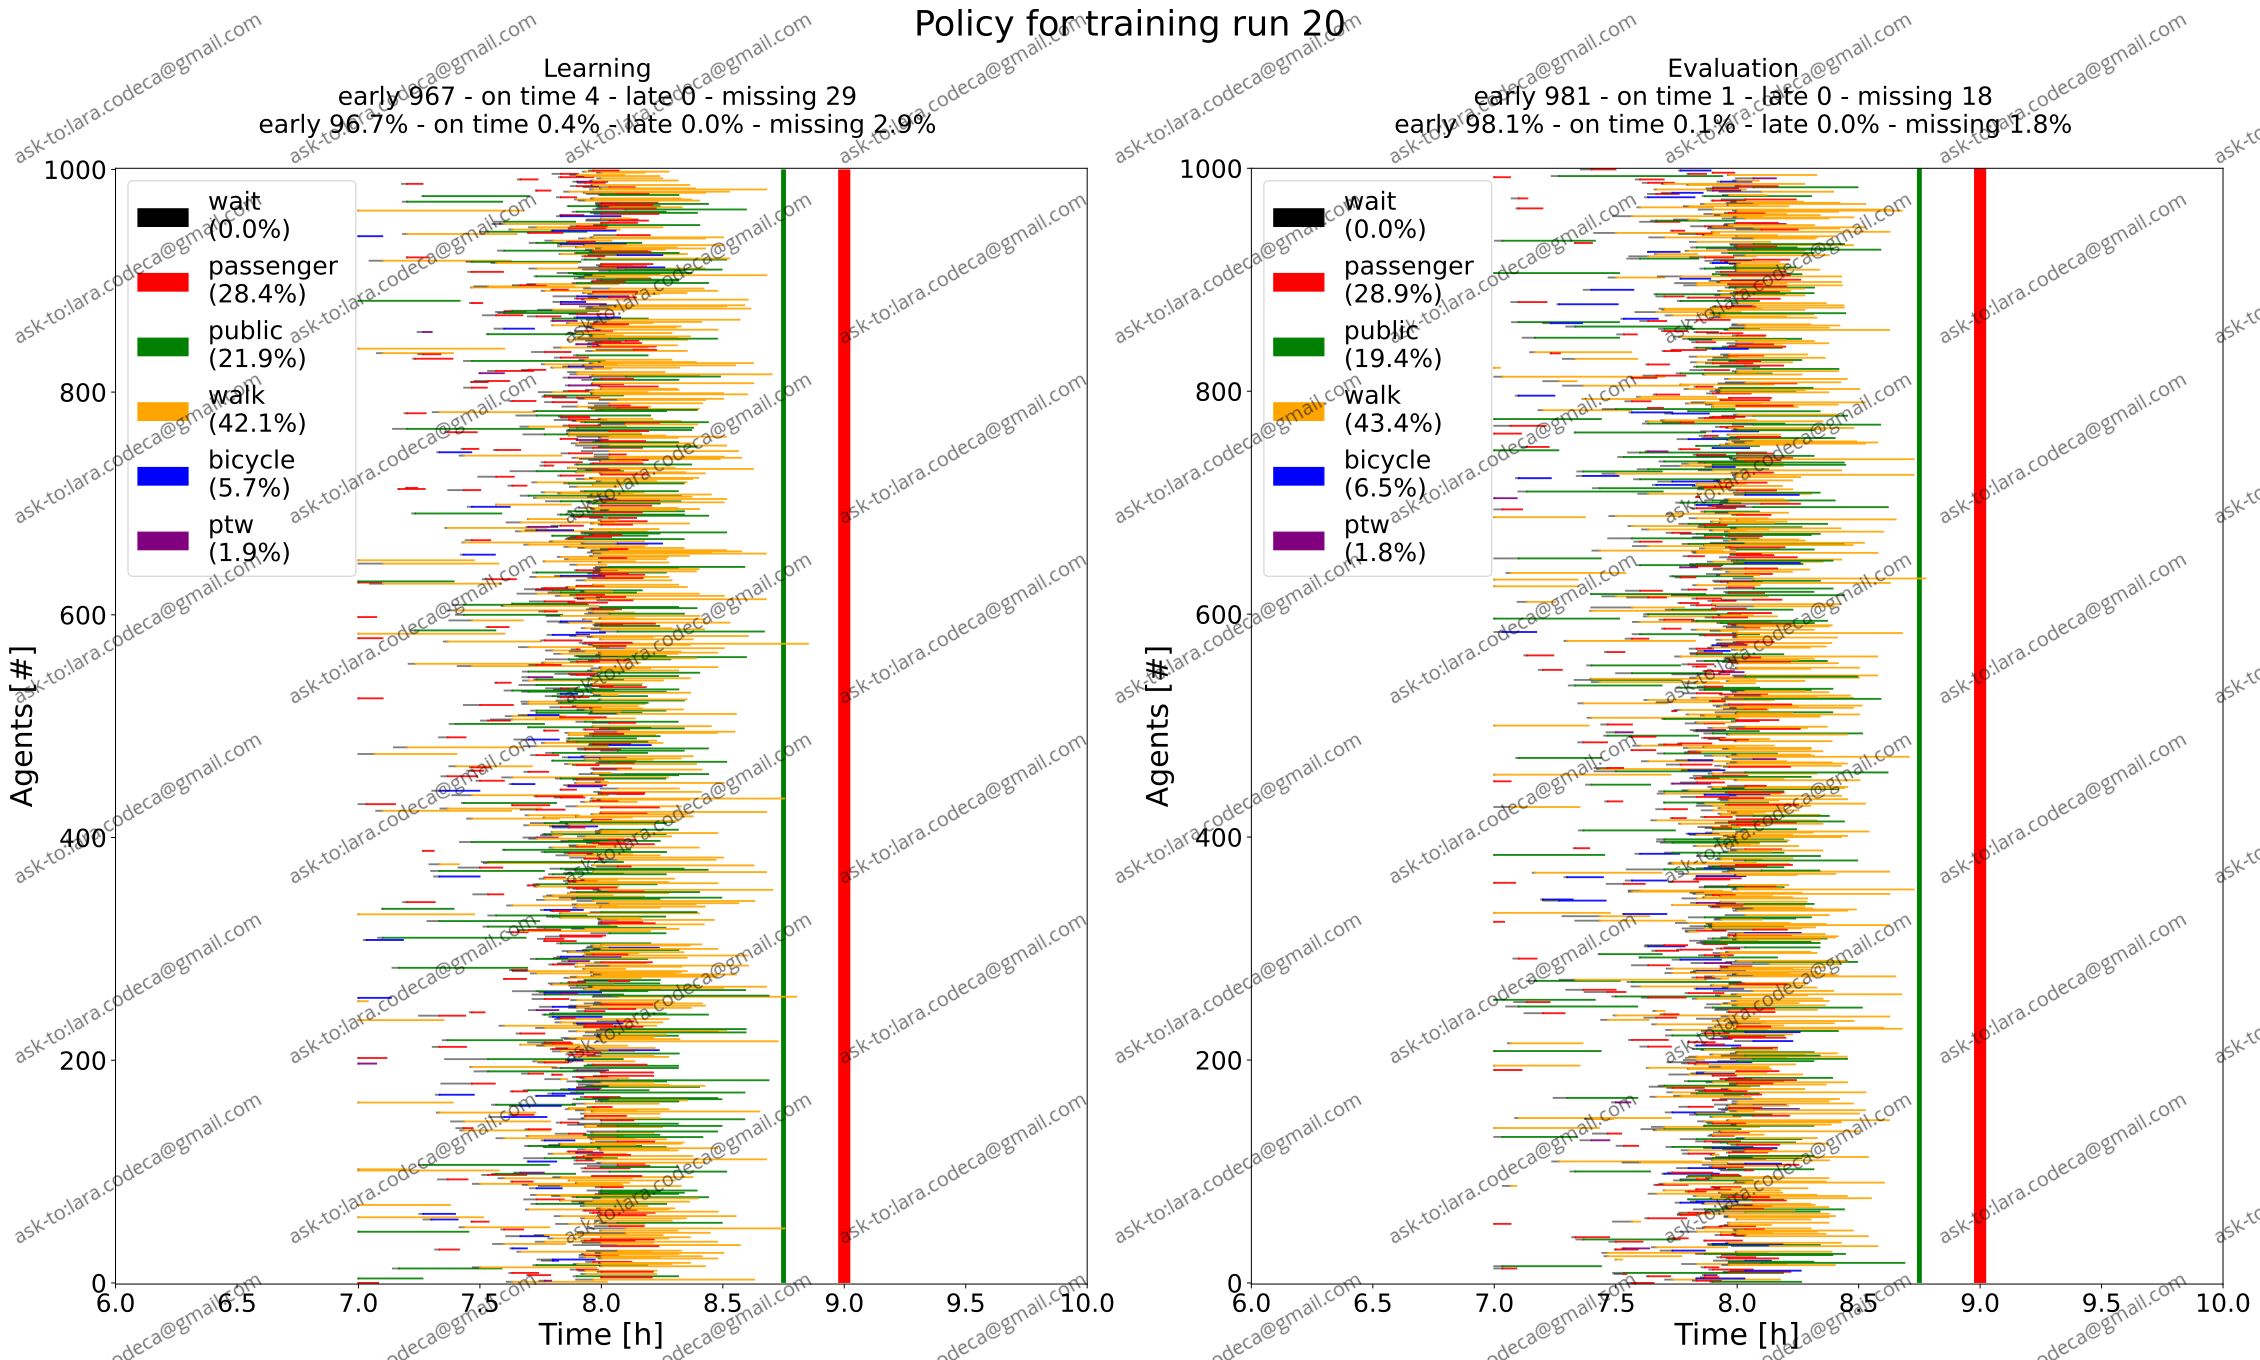 Policy for training run 20
Learning
early 967 - on time 4 - late 0 - missing 29
early 96.7% - on time 0.4% - late 0.0% - missing 2.9%
1000
800
600
400
200
0
Agents [#]
wait
(0.0%)
passenger
(28.4%)
public
(21.9%)
walk
(42.1%)
bicycle
(5.7%)
ptw
(1.9%)
6.0 6.5 7.0 7.5 8.0 8.5 9.0 9.5 10.0
Time [h]
Evaluation
early 981 - on time 1 - late 0 - missing 18
early 98.1% - on time 0.1% - late 0.0% - missing 1.8%
1000
800
600
400
200
0
Agents [#]
wait
(0.0%)
passenger
(28.9%)
public
(19.4%)
walk
(43.4%)
bicycle
(6.5%)
ptw
(1.8%)
6.0 6.5 7.0 7.5 8.0 8.5 9.0 9.5 10.0
Time [h]
ask-to:lara.codeca@gmail.com